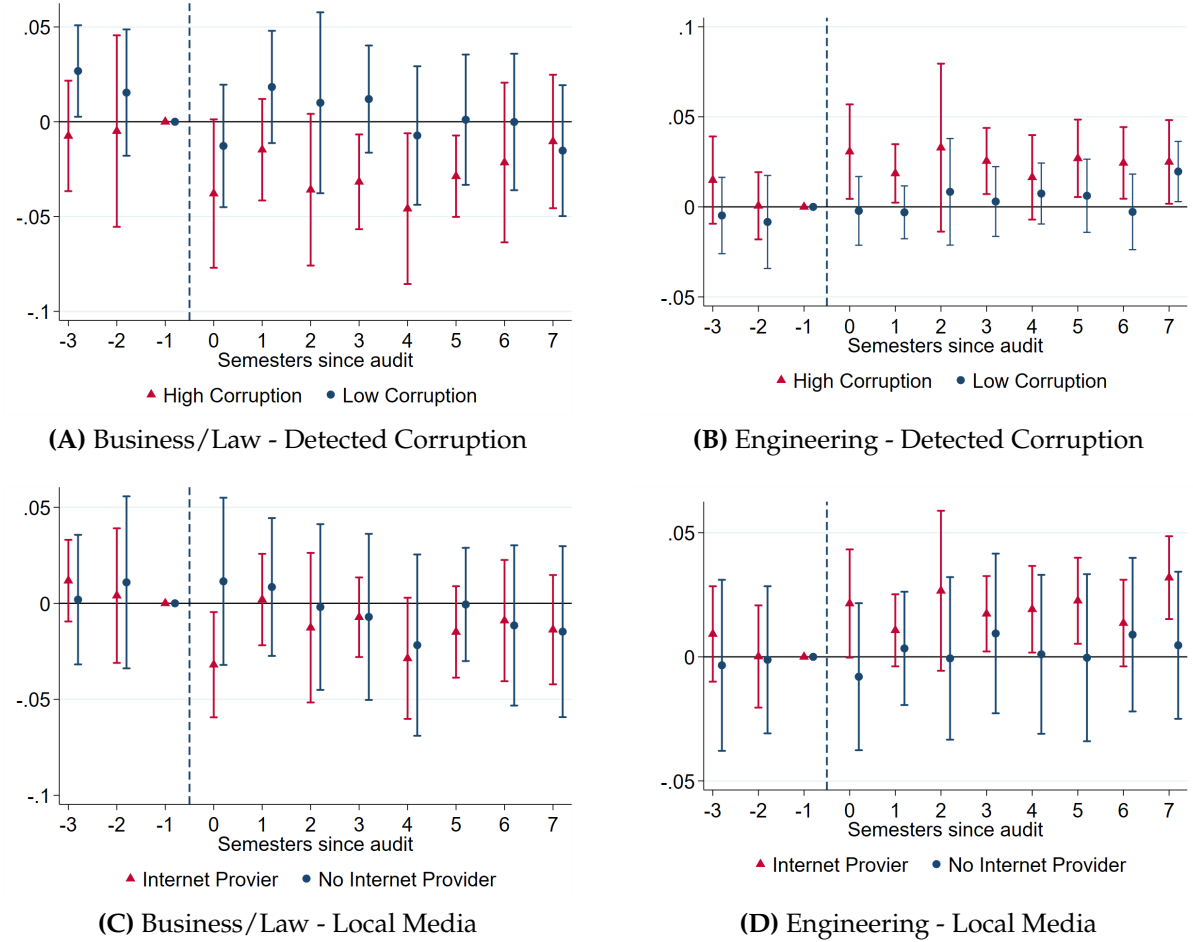 .05
0
-.05
-.1
-3 -2 -1 0 1 2 3 4 5 6 7
Semesters since audit
High Corruption Low Corruption
(A) Business/Law - Detected Corruption
.1
.05
0
-.05
-3 -2 -1 0 1 2 3 4 5 6 7
Semesters since audit
High Corruption Low Corruption
(B) Engineering - Detected Corruption
.05
0
-.05
-.1
-3 -2 -1 0 1 2 3 4 5 6 7
Semesters since audit
Internet Provier No Internet Provider
(C) Business/Law - Local Media
.05
0
-.05
-3 -2 -1 0 1 2 3 4 5 6 7
Semesters since audit
Internet Provier No Internet Provider
(D) Engineering - Local Media